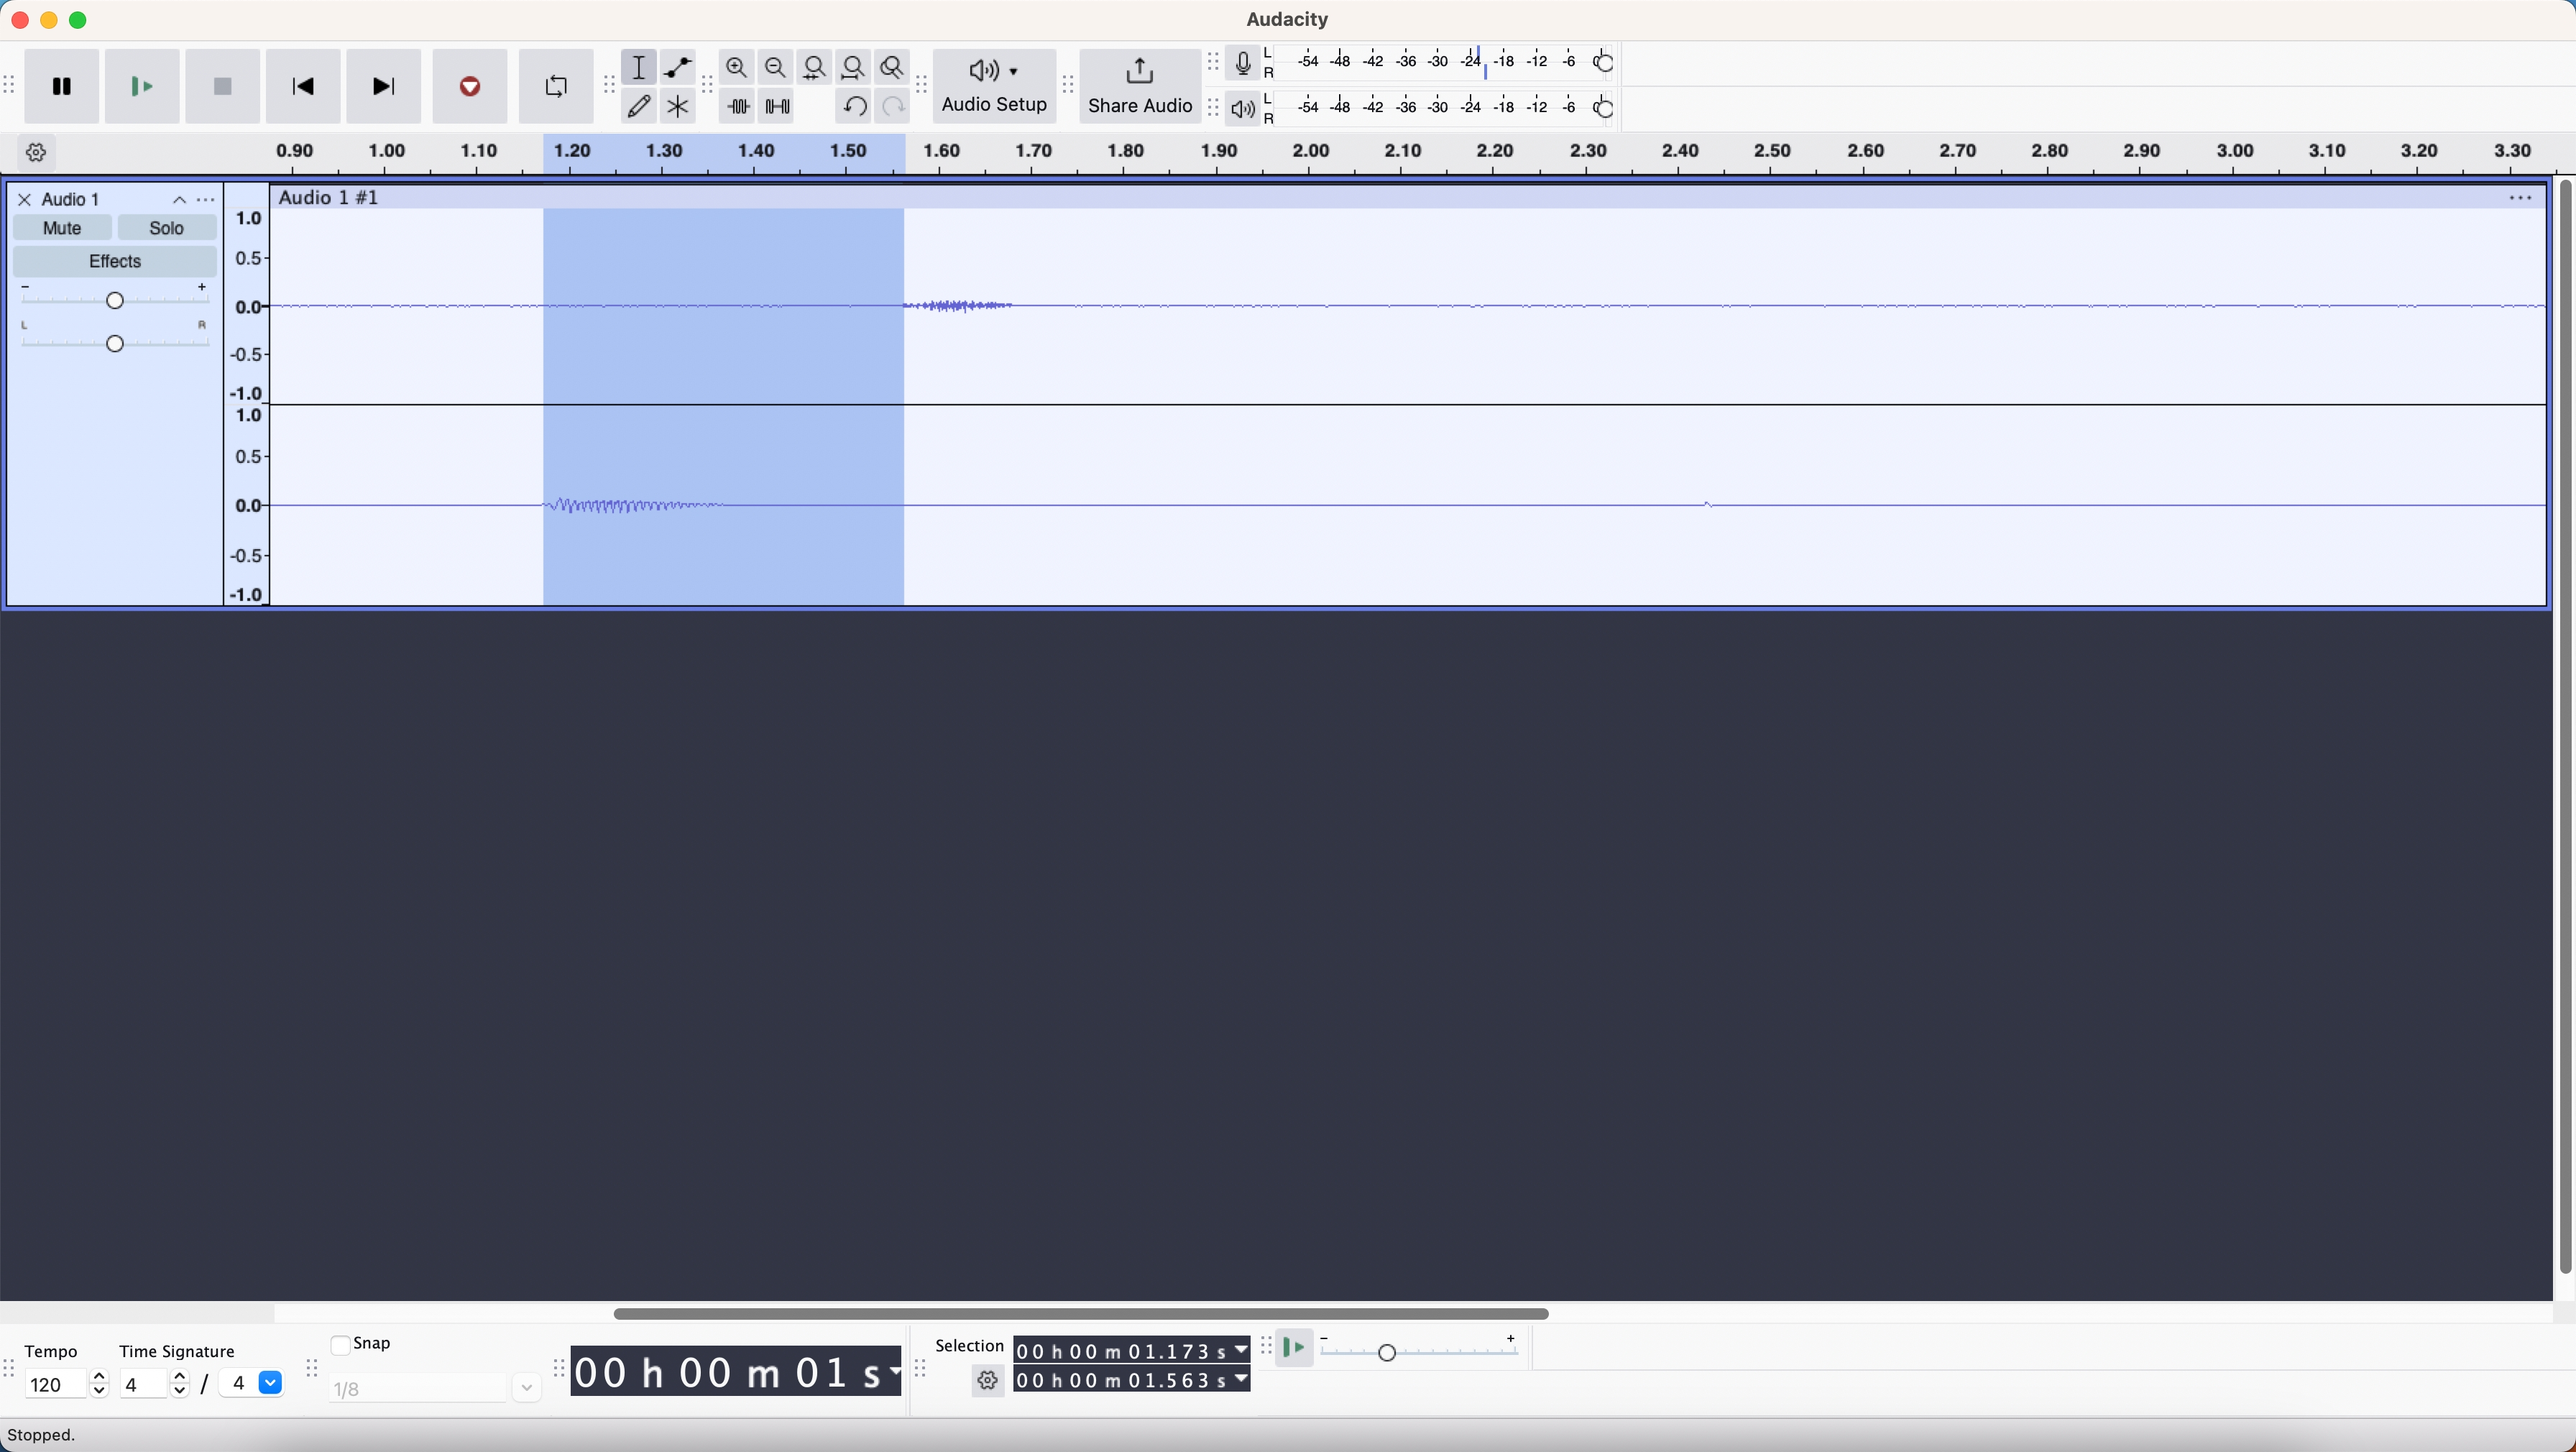 Audacity
Audio Setup
Share Audio
L
R
-54 -48 -42 -36 -30 -24 -18 -12 -6 0
L
R
-54 -48 -42 -36 -30 -24 -18 -12 -6 0
0.90 1.00 1.10 1.20 1.30 1.40 1.50 1.60 1.70 1.80 1.90 2.00 2.10 2.20 2.30 2.40 2.50 2.60 2.70 2.80 2.90 3.00 3.10 3.20 3.30
Audio 1
Mute Solo
Effects
- +
L R
Audio 1 #1
1.0
0.5
0.0
-0.5
-1.0
1.0
0.5
0.0
-0.5
-1.0
Tempo
120
Time Signature
4 / 4
Snap
1/8
00 h 00 m 01 s
Selection
00 h 00 m 01.173 s
00 h 00 m 01.563 s
- +
Stopped.